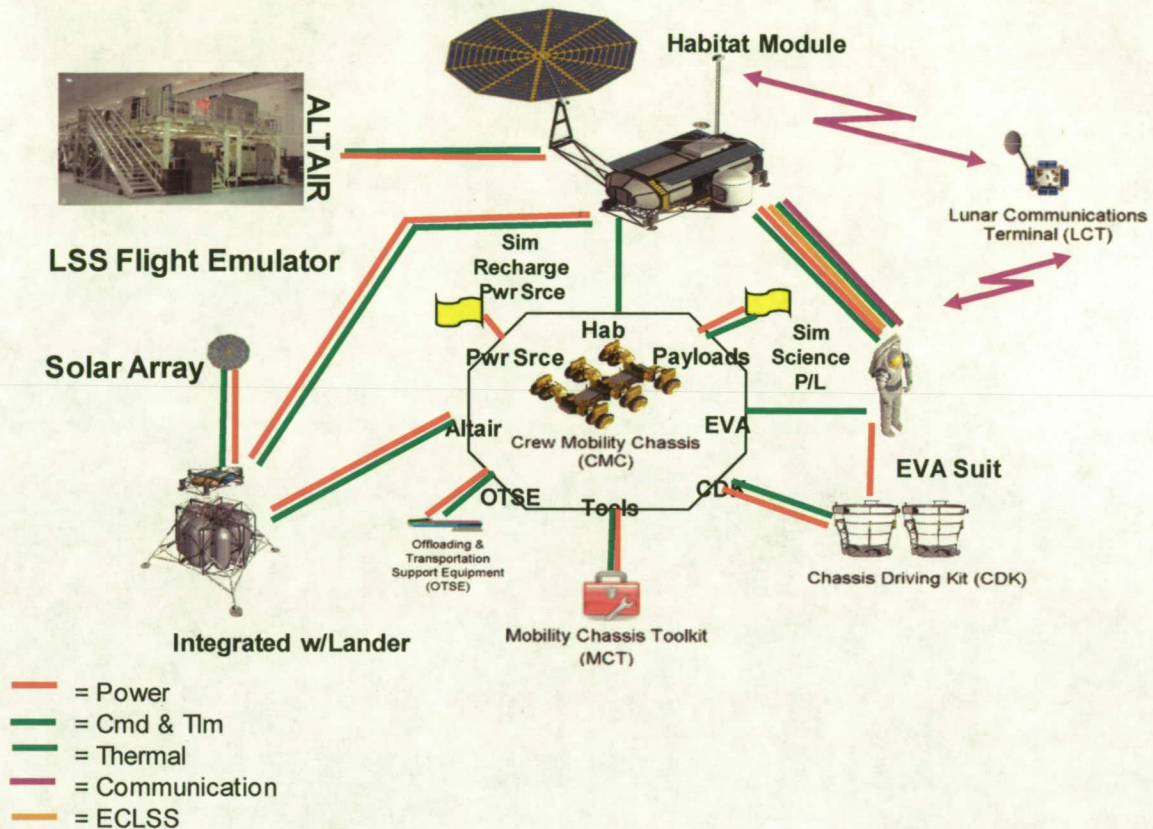 Habitat Module
ALTAIR
Lunar Communications
Terminal (LCT)
LSS Flight Emulator
Sim
Recharge
Pwr Srce
Hab
Pwr Srce
Payloads
Sim
Science
P/L
Solar Array
Altair
Crew Mobility Chassis
(CMC)
EVA
EVA Suit
OTSE
Tools
CDK
Offloading &
Transportation
Support Equipment
(OTSE)
Chassis Driving Kit (CDK)
Mobility Chassis Toolkit
(MCT)
Integrated w/Lander
= Power
= Cmd & Tlm
= Thermal
= Communication
= ECLSS